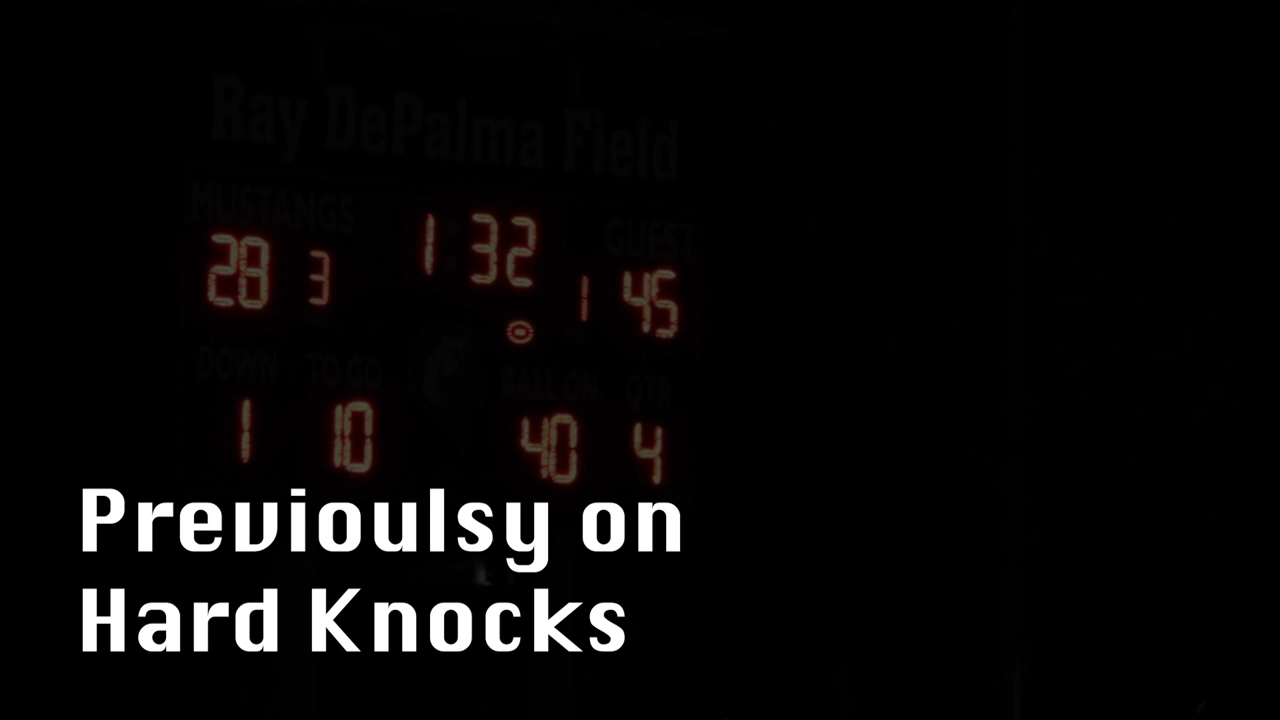 Ray DePalma Field
MUSTANGS
GUEST
28 3 1:32 1 45
DOWN TO GO BALL ON QTR
1 10 40 4
Previoulsy on
Hard Knocks